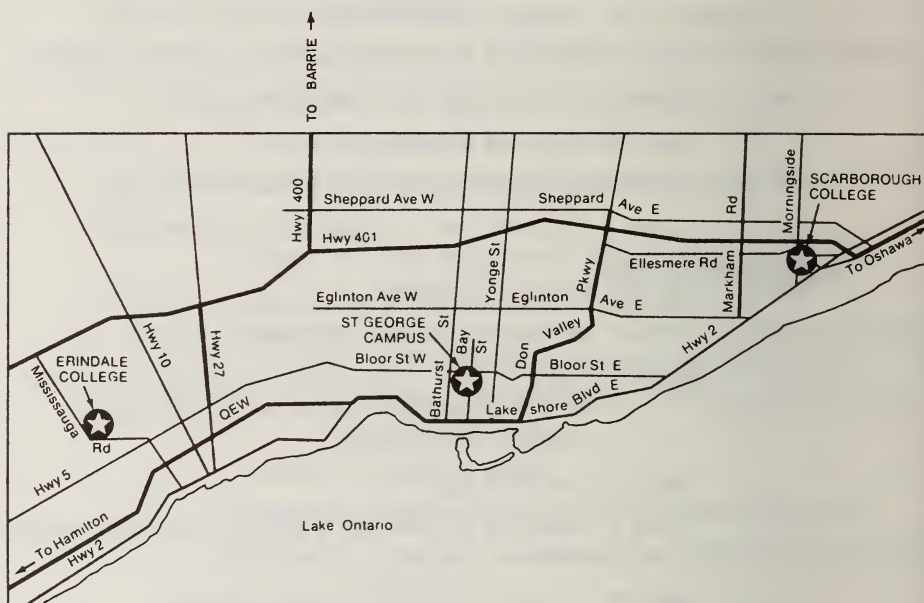 TO BARRIE
Hwy 400
Sheppard Ave W
Sheppard
Ave E
Rd
Morningside
SCARBOROUGH
COLLEGE
Hwy 401
Yonge St
Pkwy
Ellesmere Rd
Markham
To Oshawa
Eglinton Ave W
Eglinton
Ave E
Hwy 10
Hwy 27
ST GEORGE
CAMPUS
St
Bay
St
Don
Valley
Hwy 2
ERINDALE
COLLEGE
Bloor St W
Bloor St E
Mississauga
Rd
QEW
Bathurst
Lake
shore Blvd E
Hwy 5
To Hamilton
Hwy 2
Lake Ontario